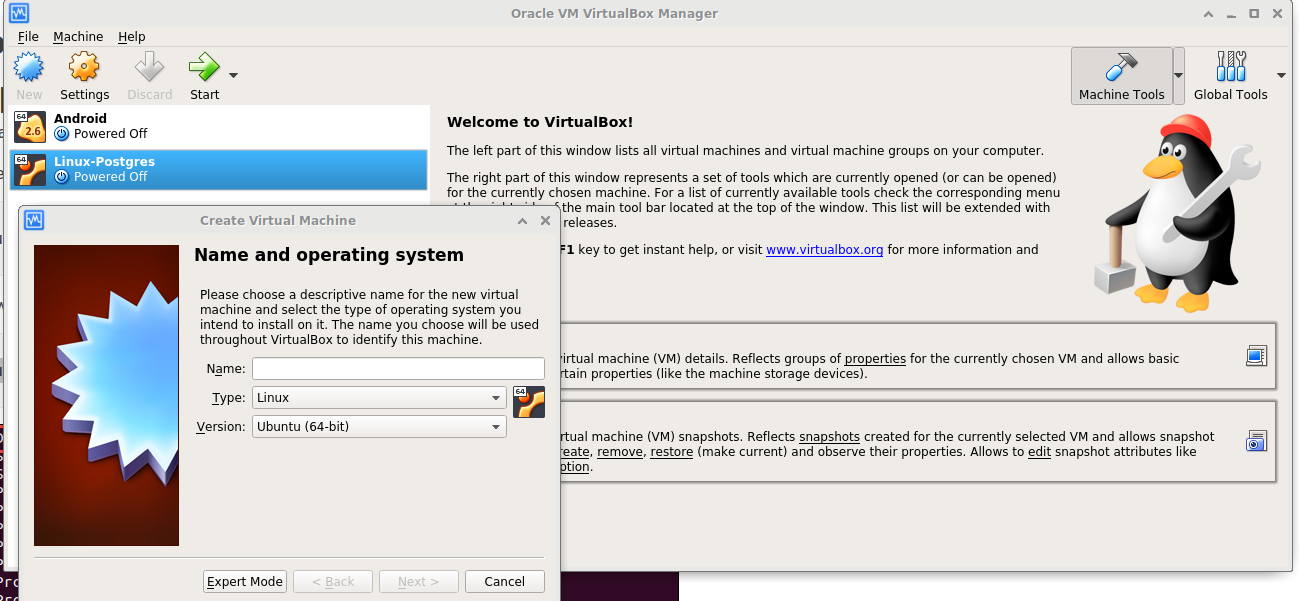 Oracle VM VirtualBox Manager
File Machine Help
New Settings Discard Start
Machine Tools Global Tools
64 Android
2.6 Powered Off
64 Linux-Postgres
Powered Off
Welcome to VirtualBox!
The left part of this window lists all virtual machines and virtual machine groups on your computer.
The right part of this window represents a set of tools which are currently opened (or can be opened)
for the currently chosen machine. For a list of currently available tools check the corresponding menu
the main tool bar located at the top of the window. This list will be extended with
releases.
F1 key to get instant help, or visit www.virtualbox.org for more information and
virtual machine (VM) details. Reflects groups of properties for the currently chosen VM and allows basic
rtain properties (like the machine storage devices).
rtual machine (VM) snapshots. Reflects snapshots created for the currently selected VM and allows snapshot
reate, remove, restore (make current) and observe their properties. Allows to edit snapshot attributes like
ption.
Create Virtual Machine
Name and operating system
Please choose a descriptive name for the new virtual
machine and select the type of operating system you
intend to install on it. The name you choose will be used
throughout VirtualBox to identify this machine.
Name:
Type: Linux
64
Version: Ubuntu (64-bit)
Expert Mode < Back Next > Cancel